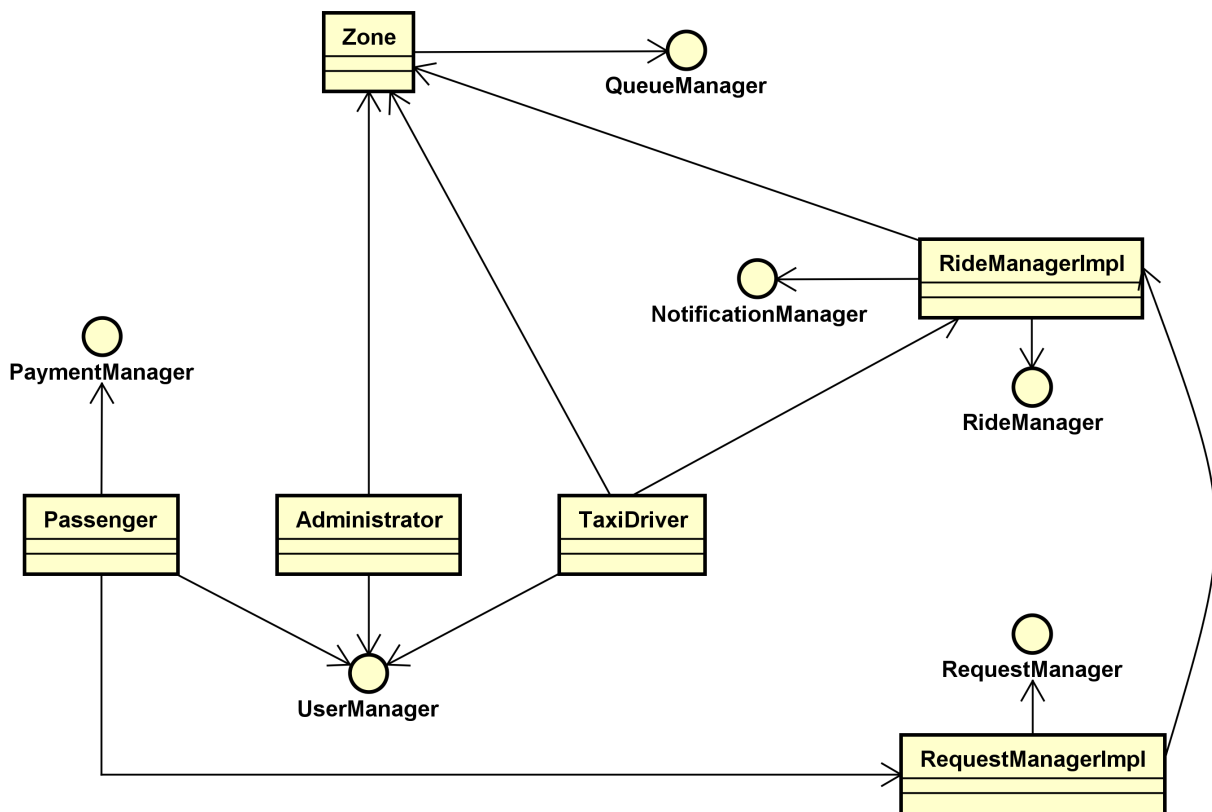 Zone
QueueManager
RideManagerImpl
NotificationManager
PaymentManager
RideManager
Passenger
Administrator
TaxiDriver
RequestManager
UserManager
RequestManagerImpl